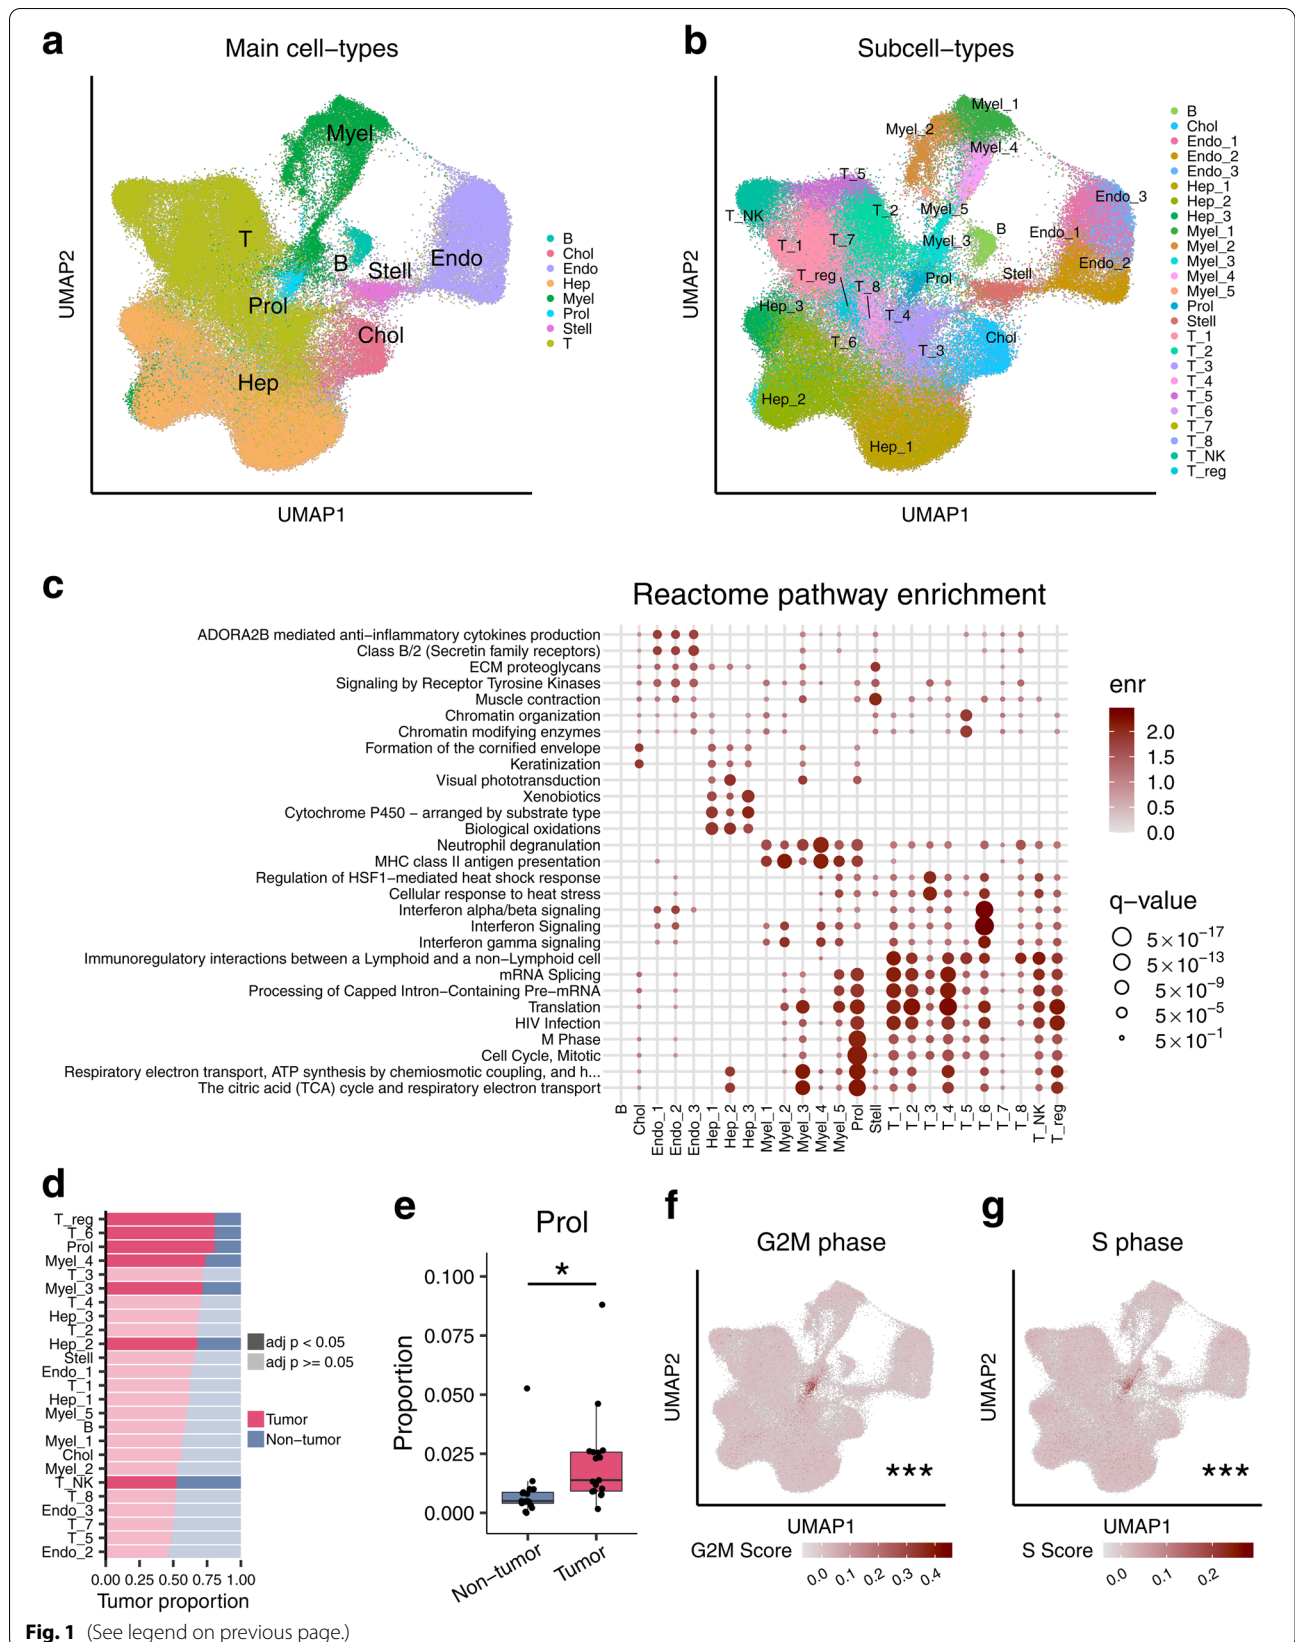 a
Main cell–types
UMAP2
Myel
T
B
Stell
Endo
Prol
Chol
Hep
B
Chol
Endo
Hep
Myel
Prol
Stell
T
UMAP1
b
Subcell–types
UMAP2
Myel_1
Myel_2
Myel_4
T_5
T_NK
T_2
Myel_5
Endo_3
T_1
T_7
Myel_3
B
Endo_1
Endo_2
T_reg
T_8
Prol
Stell
Hep_3
T_4
T_6
T_3
Chol
Hep_2
Hep_1
B
Chol
Endo_1
Endo_2
Endo_3
Hep_1
Hep_2
Hep_3
Myel_1
Myel_2
Myel_3
Myel_4
Myel_5
Prol
Stell
T_1
T_2
T_3
T_4
T_5
T_6
T_7
T_8
T_NK
T_reg
UMAP1
c
Reactome pathway enrichment
ADORA2B mediated anti–inflammatory cytokines production
Class B/2 (Secretin family receptors)
ECM proteoglycans
Signaling by Receptor Tyrosine Kinases
Muscle contraction
Chromatin organization
Chromatin modifying enzymes
Formation of the cornified envelope
Keratinization
Visual phototransduction
Xenobiotics
Cytochrome P450 – arranged by substrate type
Biological oxidations
Neutrophil degranulation
MHC class II antigen presentation
Regulation of HSF1–mediated heat shock response
Cellular response to heat stress
Interferon alpha/beta signaling
Interferon Signaling
Interferon gamma signaling
Immunoregulatory interactions between a Lymphoid and a non–Lymphoid cell
mRNA Splicing
Processing of Capped Intron–Containing Pre–mRNA
Translation
HIV Infection
M Phase
Cell Cycle, Mitotic
Respiratory electron transport, ATP synthesis by chemiosmotic coupling, and h...
The citric acid (TCA) cycle and respiratory electron transport
B
Chol
Endo_1
Endo_2
Endo_3
Hep_1
Hep_2
Hep_3
Myel_1
Myel_2
Myel_3
Myel_4
Myel_5
Prol
Stell
T_1
T_2
T_3
T_4
T_5
T_6
T_7
T_8
T_NK
T_reg
enr
2.0
1.5
1.0
0.5
0.0
q−value
5×10⁻¹⁷
5×10⁻¹³
5×10⁻⁹
5×10⁻⁵
5×10⁻¹
d
T_reg
T_6
Prol
Myel_4
T_3
Myel_3
T_4
Hep_3
T_2
Hep_2
Stell
Endo_1
T_1
Hep_1
Myel_5
B
Myel_1
Chol
Myel_2
T_NK
T_8
Endo_3
T_7
T_5
Endo_2
0.00 0.25 0.50 0.75 1.00
Tumor proportion
adj p < 0.05
adj p >= 0.05
Tumor
Non−tumor
e
Prol
Proportion
0.100
0.075
0.050
0.025
0.000
*
Non−tumor
Tumor
f
G2M phase
UMAP2
***
UMAP1
G2M Score
0.0 0.1 0.2 0.3 0.4
g
S phase
UMAP2
***
UMAP1
S Score
0.0 0.1 0.2
Fig. 1 (See legend on previous page.)